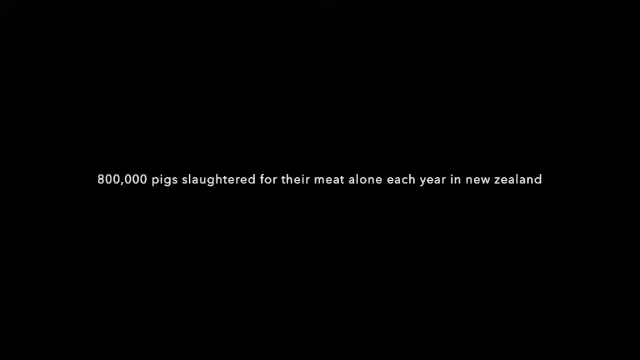 800,000 pigs slaughtered for their meat alone each year in new zealand